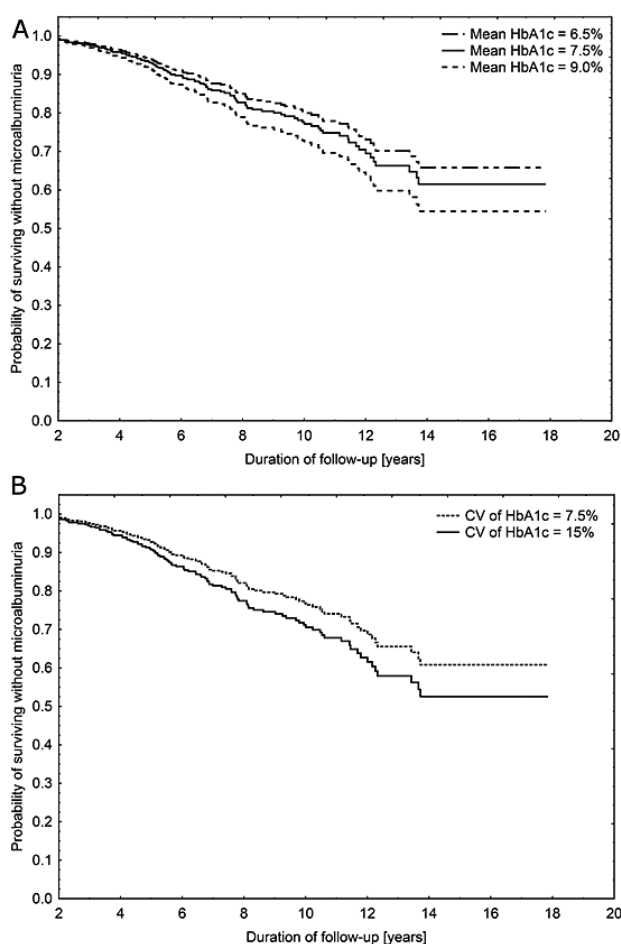 A
Mean HbA1c = 6.5%
Mean HbA1c = 7.5%
Mean HbA1c = 9.0%
Probability of surviving without microalbuminuria
1.0
0.9
0.8
0.7
0.6
0.5
0.4
0.3
0.2
0.1
0.0
2 4 6 8 10 12 14 16 18 20
Duration of follow-up [years]
B
CV of HbA1c = 7.5%
CV of HbA1c = 15%
Probability of surviving without microalbuminuria
1.0
0.9
0.8
0.7
0.6
0.5
0.4
0.3
0.2
0.1
0.0
2 4 6 8 10 12 14 16 18 20
Duration of follow-up [years]